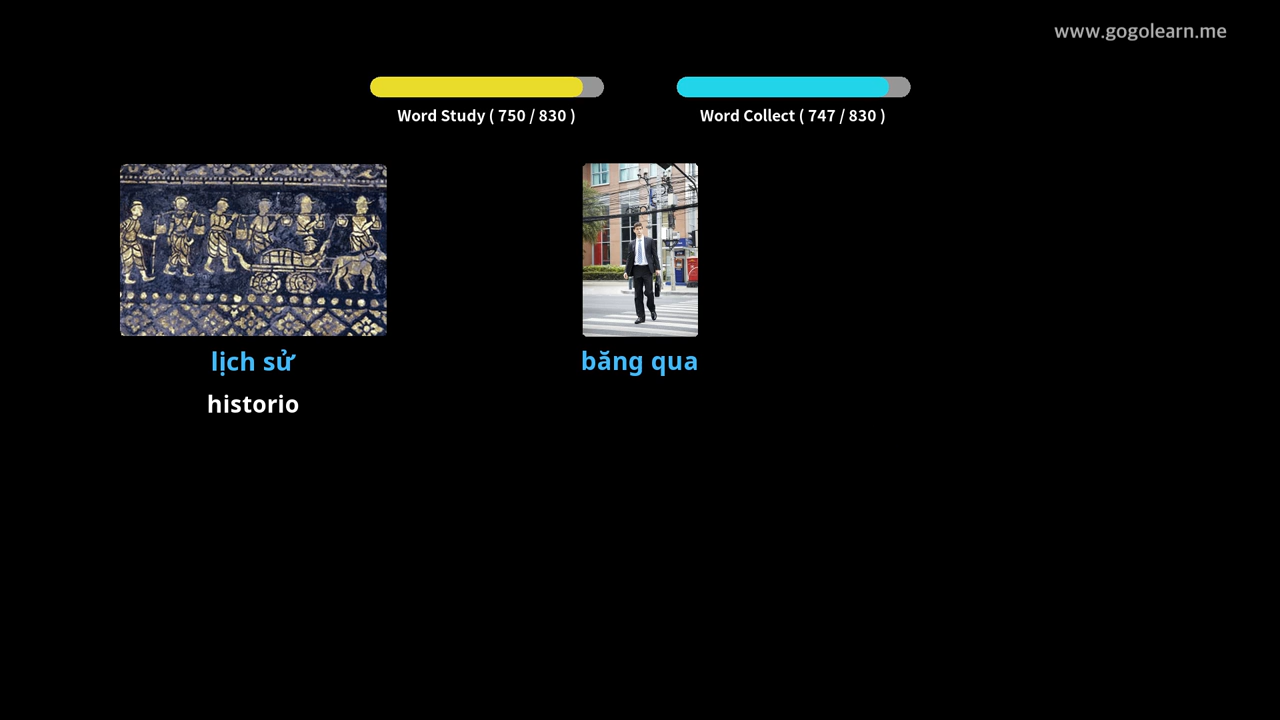 www.gogolearn.me
Word Study ( 750 / 830 )
Word Collect ( 747 / 830 )
lịch sử
băng qua
historio